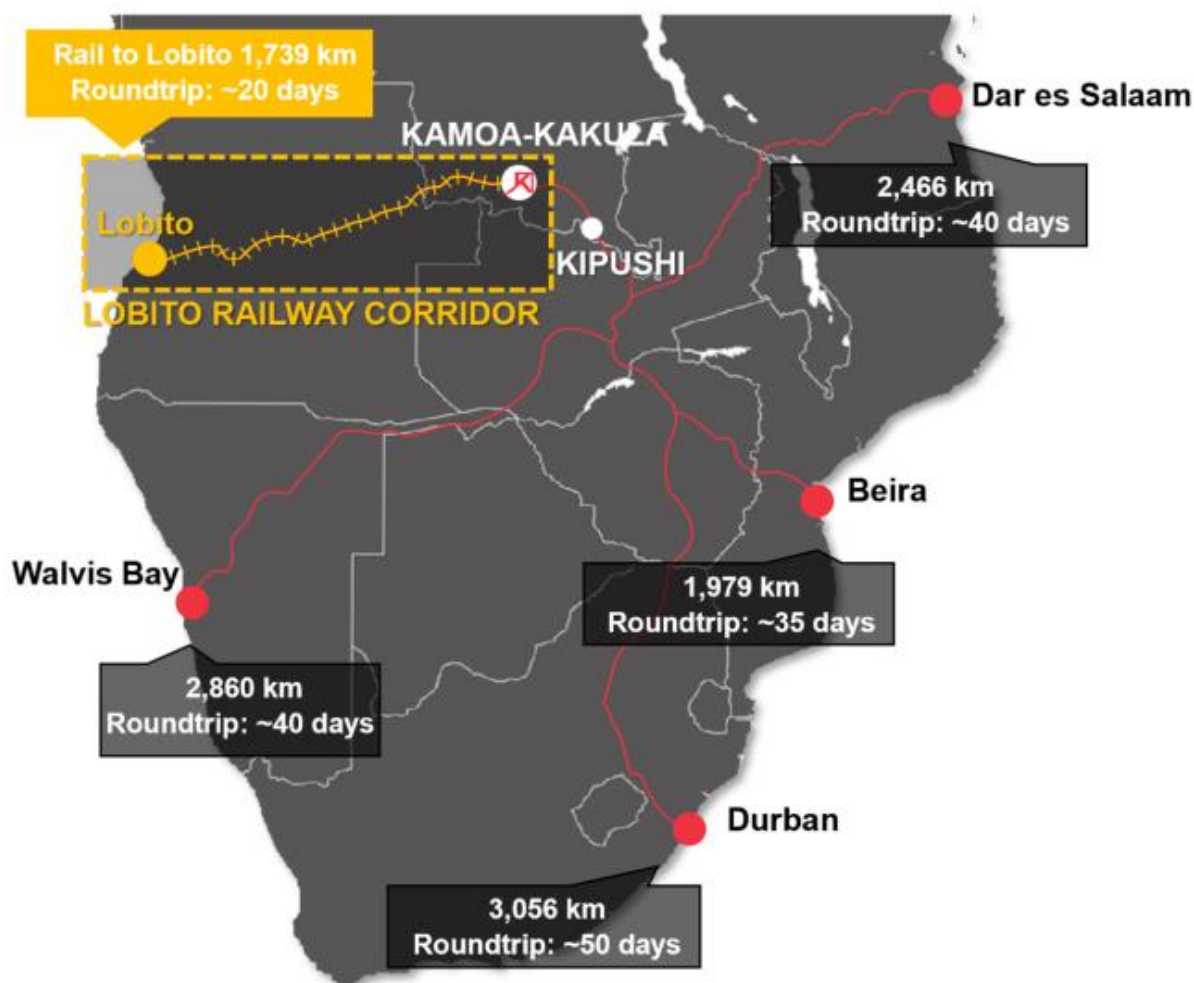 Rail to Lobito 1,739 km
Roundtrip: ~20 days
Dar es Salaam
KAMOA-KAKULA
2,466 km
Roundtrip: ~40 days
Lobito
KIPUSHI
LOBITO RAILWAY CORRIDOR
Beira
Walvis Bay
1,979 km
Roundtrip: ~35 days
2,860 km
Roundtrip: ~40 days
Durban
3,056 km
Roundtrip: ~50 days